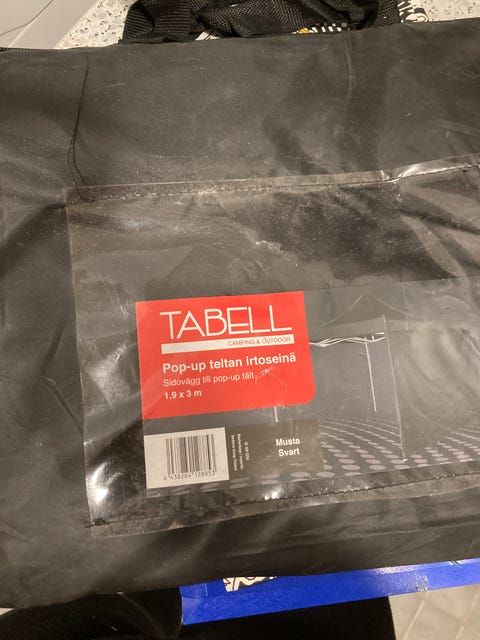 TABELL
CAMPING & OUTDOOR
Pop-up teltan irtoseinä
Sidovägg till pop-up tält
1,9 x 3 m
Musta
Svart